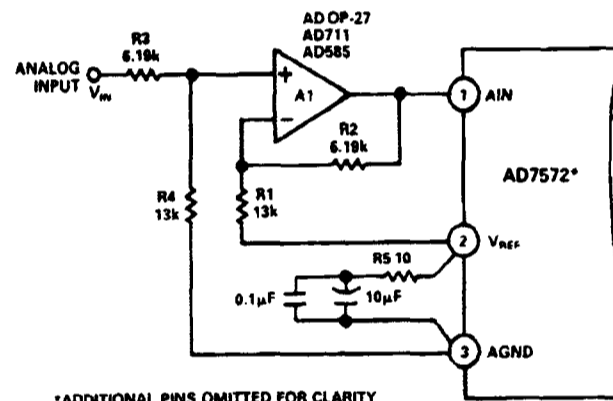 AD OP-27
AD711
AD585
R3
6.19k
ANALOG
INPUT
VIN
+
A1
−
1
AIN
R2
6.19k
AD7572*
R4
13k
R1
13k
2
VREF
R5 10
0.1µF
10µF
3
AGND
*ADDITIONAL PINS OMITTED FOR CLARITY